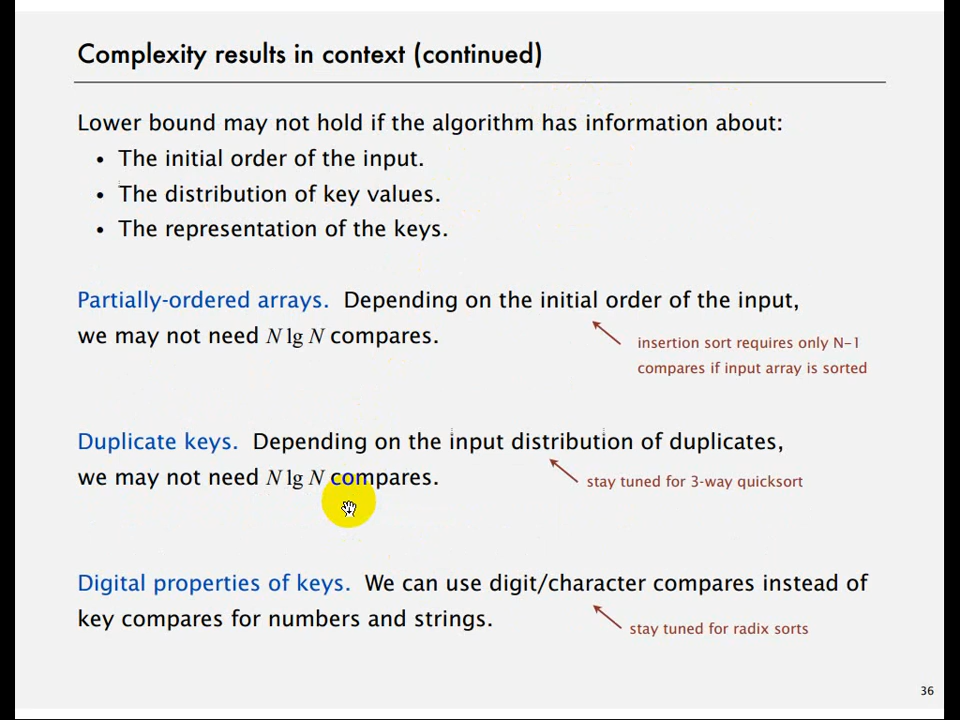 Complexity results in context (continued)
Lower bound may not hold if the algorithm has information about:
• The initial order of the input.
• The distribution of key values.
• The representation of the keys.
Partially-ordered arrays. Depending on the initial order of the input,
we may not need N lg N compares.
insertion sort requires only N−1
compares if input array is sorted
Duplicate keys. Depending on the input distribution of duplicates,
we may not need N lg N compares.
stay tuned for 3-way quicksort
Digital properties of keys. We can use digit/character compares instead of
key compares for numbers and strings.
stay tuned for radix sorts
36